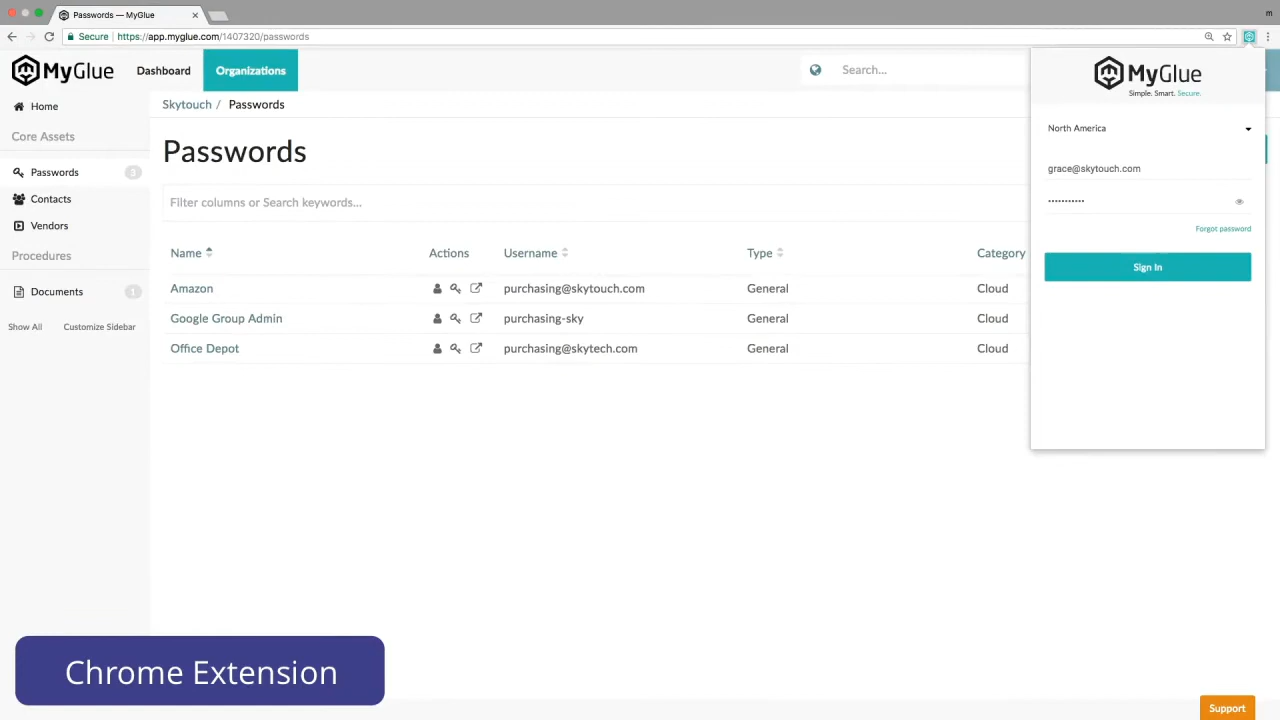 Passwords — MyGlue
m
Secure | https://app.myglue.com/1407320/passwords
MyGlue
Dashboard
Organizations
Search...
Home
Core Assets
Passwords 3
Contacts
Vendors
Procedures
Documents 1
Show All Customize Sidebar
Skytouch / Passwords
Passwords
Filter columns or Search keywords...
Name Actions Username Type Category
Amazon purchasing@skytouch.com General Cloud
Google Group Admin purchasing-sky General Cloud
Office Depot purchasing@skytech.com General Cloud
MyGlue
Simple. Smart. Secure.
North America
grace@skytouch.com
•••••••••••
Forgot password
Sign In
Chrome Extension
Support